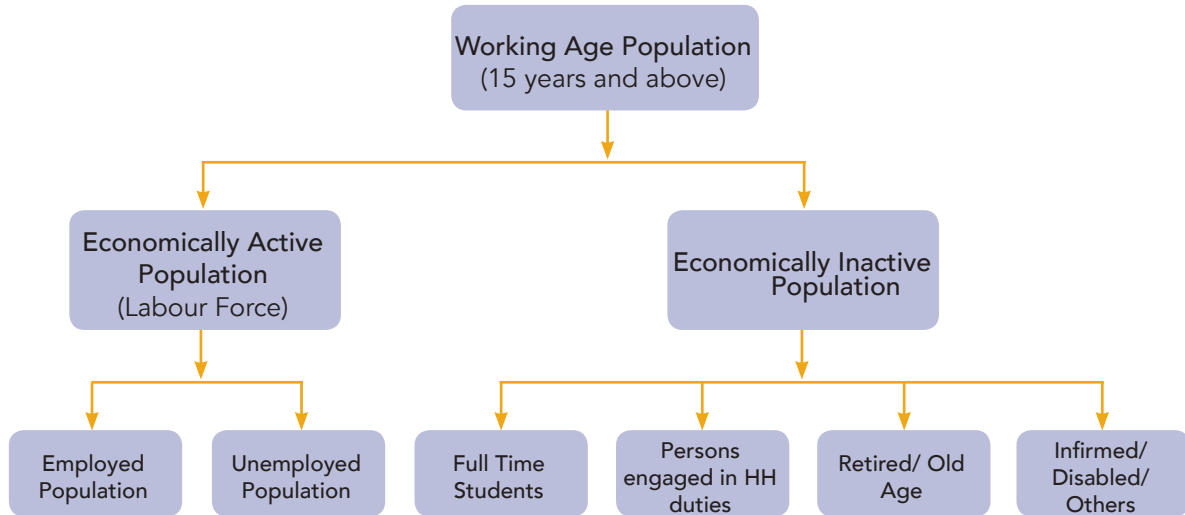 Working Age Population
(15 years and above)
Economically Active
Population
(Labour Force)
Economically Inactive
Population
Employed
Population
Unemployed
Population
Full Time
Students
Persons
engaged in HH
duties
Retired/ Old
Age
Infirmed/
Disabled/
Others